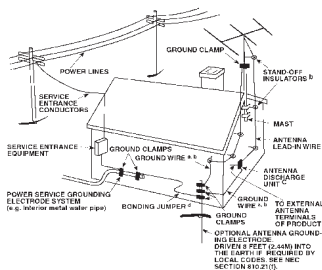 GROUND CLAMP
POWER LINES
STAND-OFF
INSULATORS b
SERVICE
ENTRANCE
CONDUCTORS
MAST
ANTENNA
LEAD-IN WIRE
SERVICE ENTRANCE
EQUIPMENT
GROUND CLAMPS
GROUND WIRE a, b
ANTENNA
DISCHARGE
UNIT c
POWER SERVICE GROUNDING
ELECTRODE SYSTEM
(e.g. Interior metal water pipe)
BONDING JUMPER d
GROUND
WIRE a, b
GROUND
CLAMPS
TO EXTERNAL
ANTENNA
TERMINALS
OF PRODUCT
OPTIONAL ANTENNA GROUND-
ING ELECTRODE.
DRIVEN 8 FEET (2.44M) INTO
THE EARTH IF REQUIRED BY
LOCAL CODES. SEE NEC
SECTION 810.21(1).